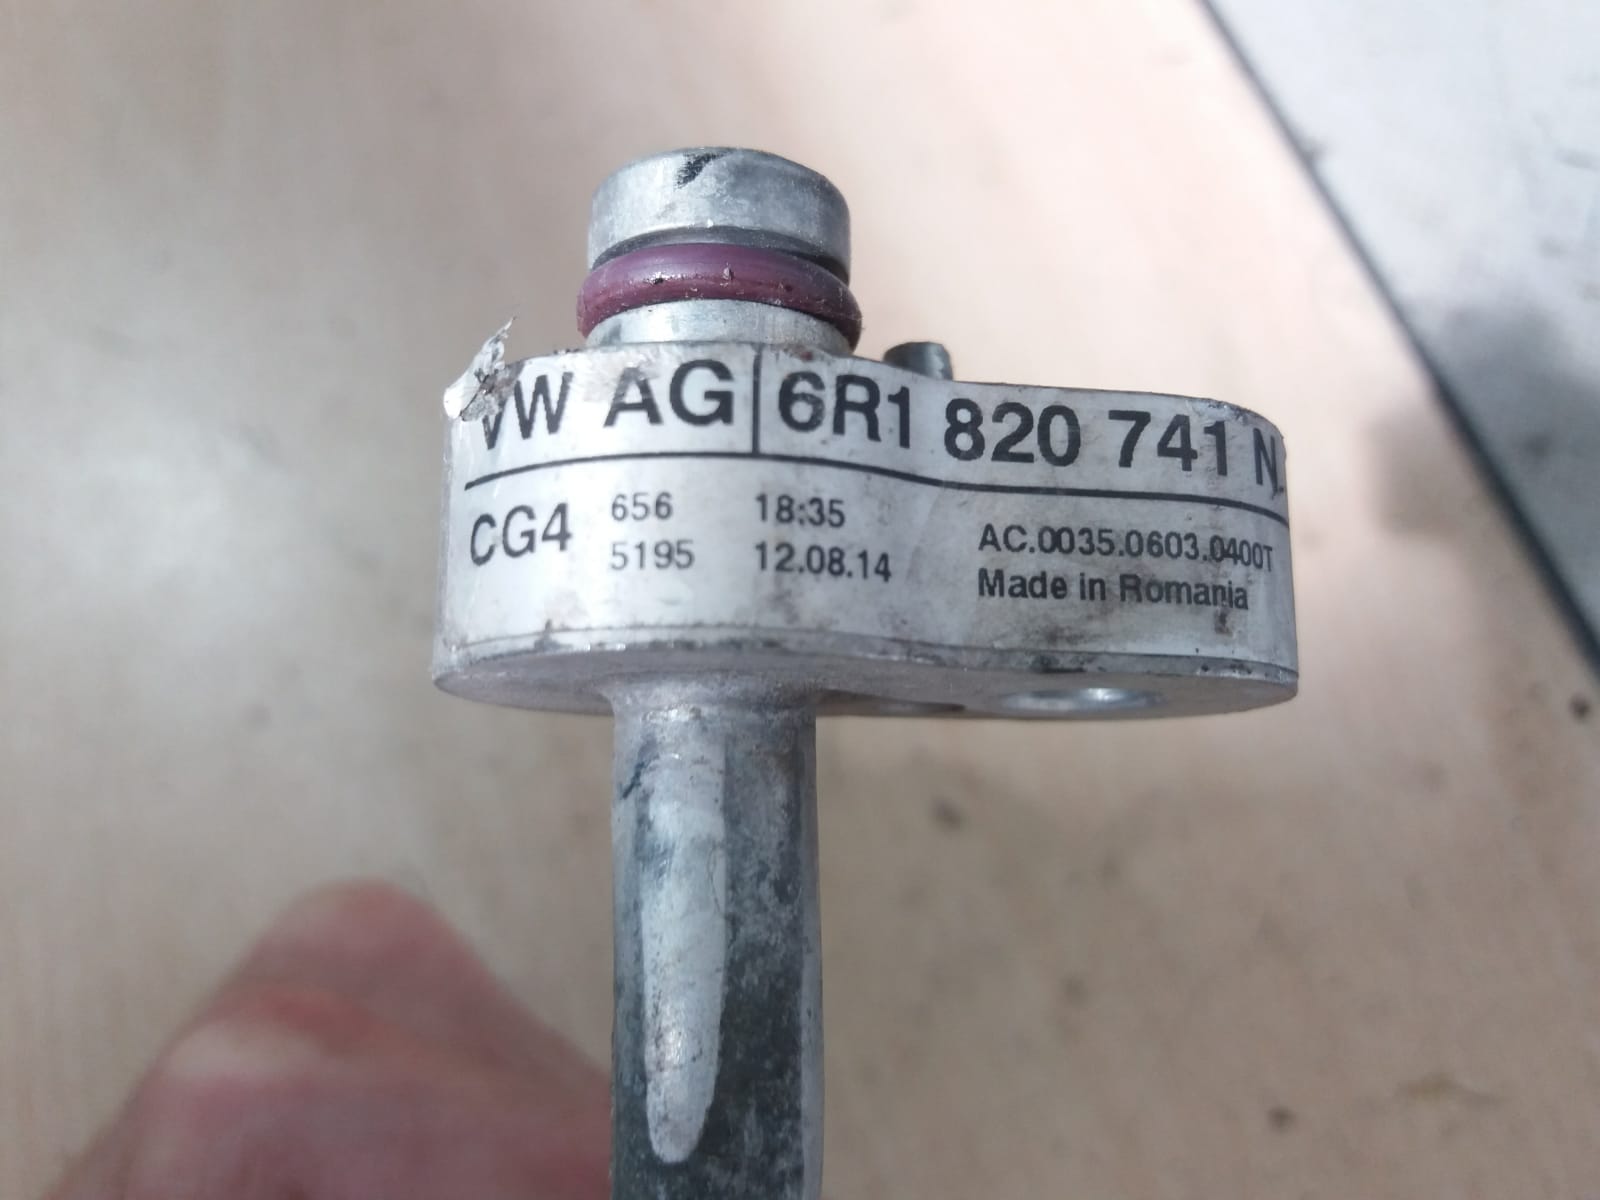 VW AG 6R1 820 741 N
CG4
656 18:35
5195 12.08.14
AC.0035.0603.0400T
Made in Romania